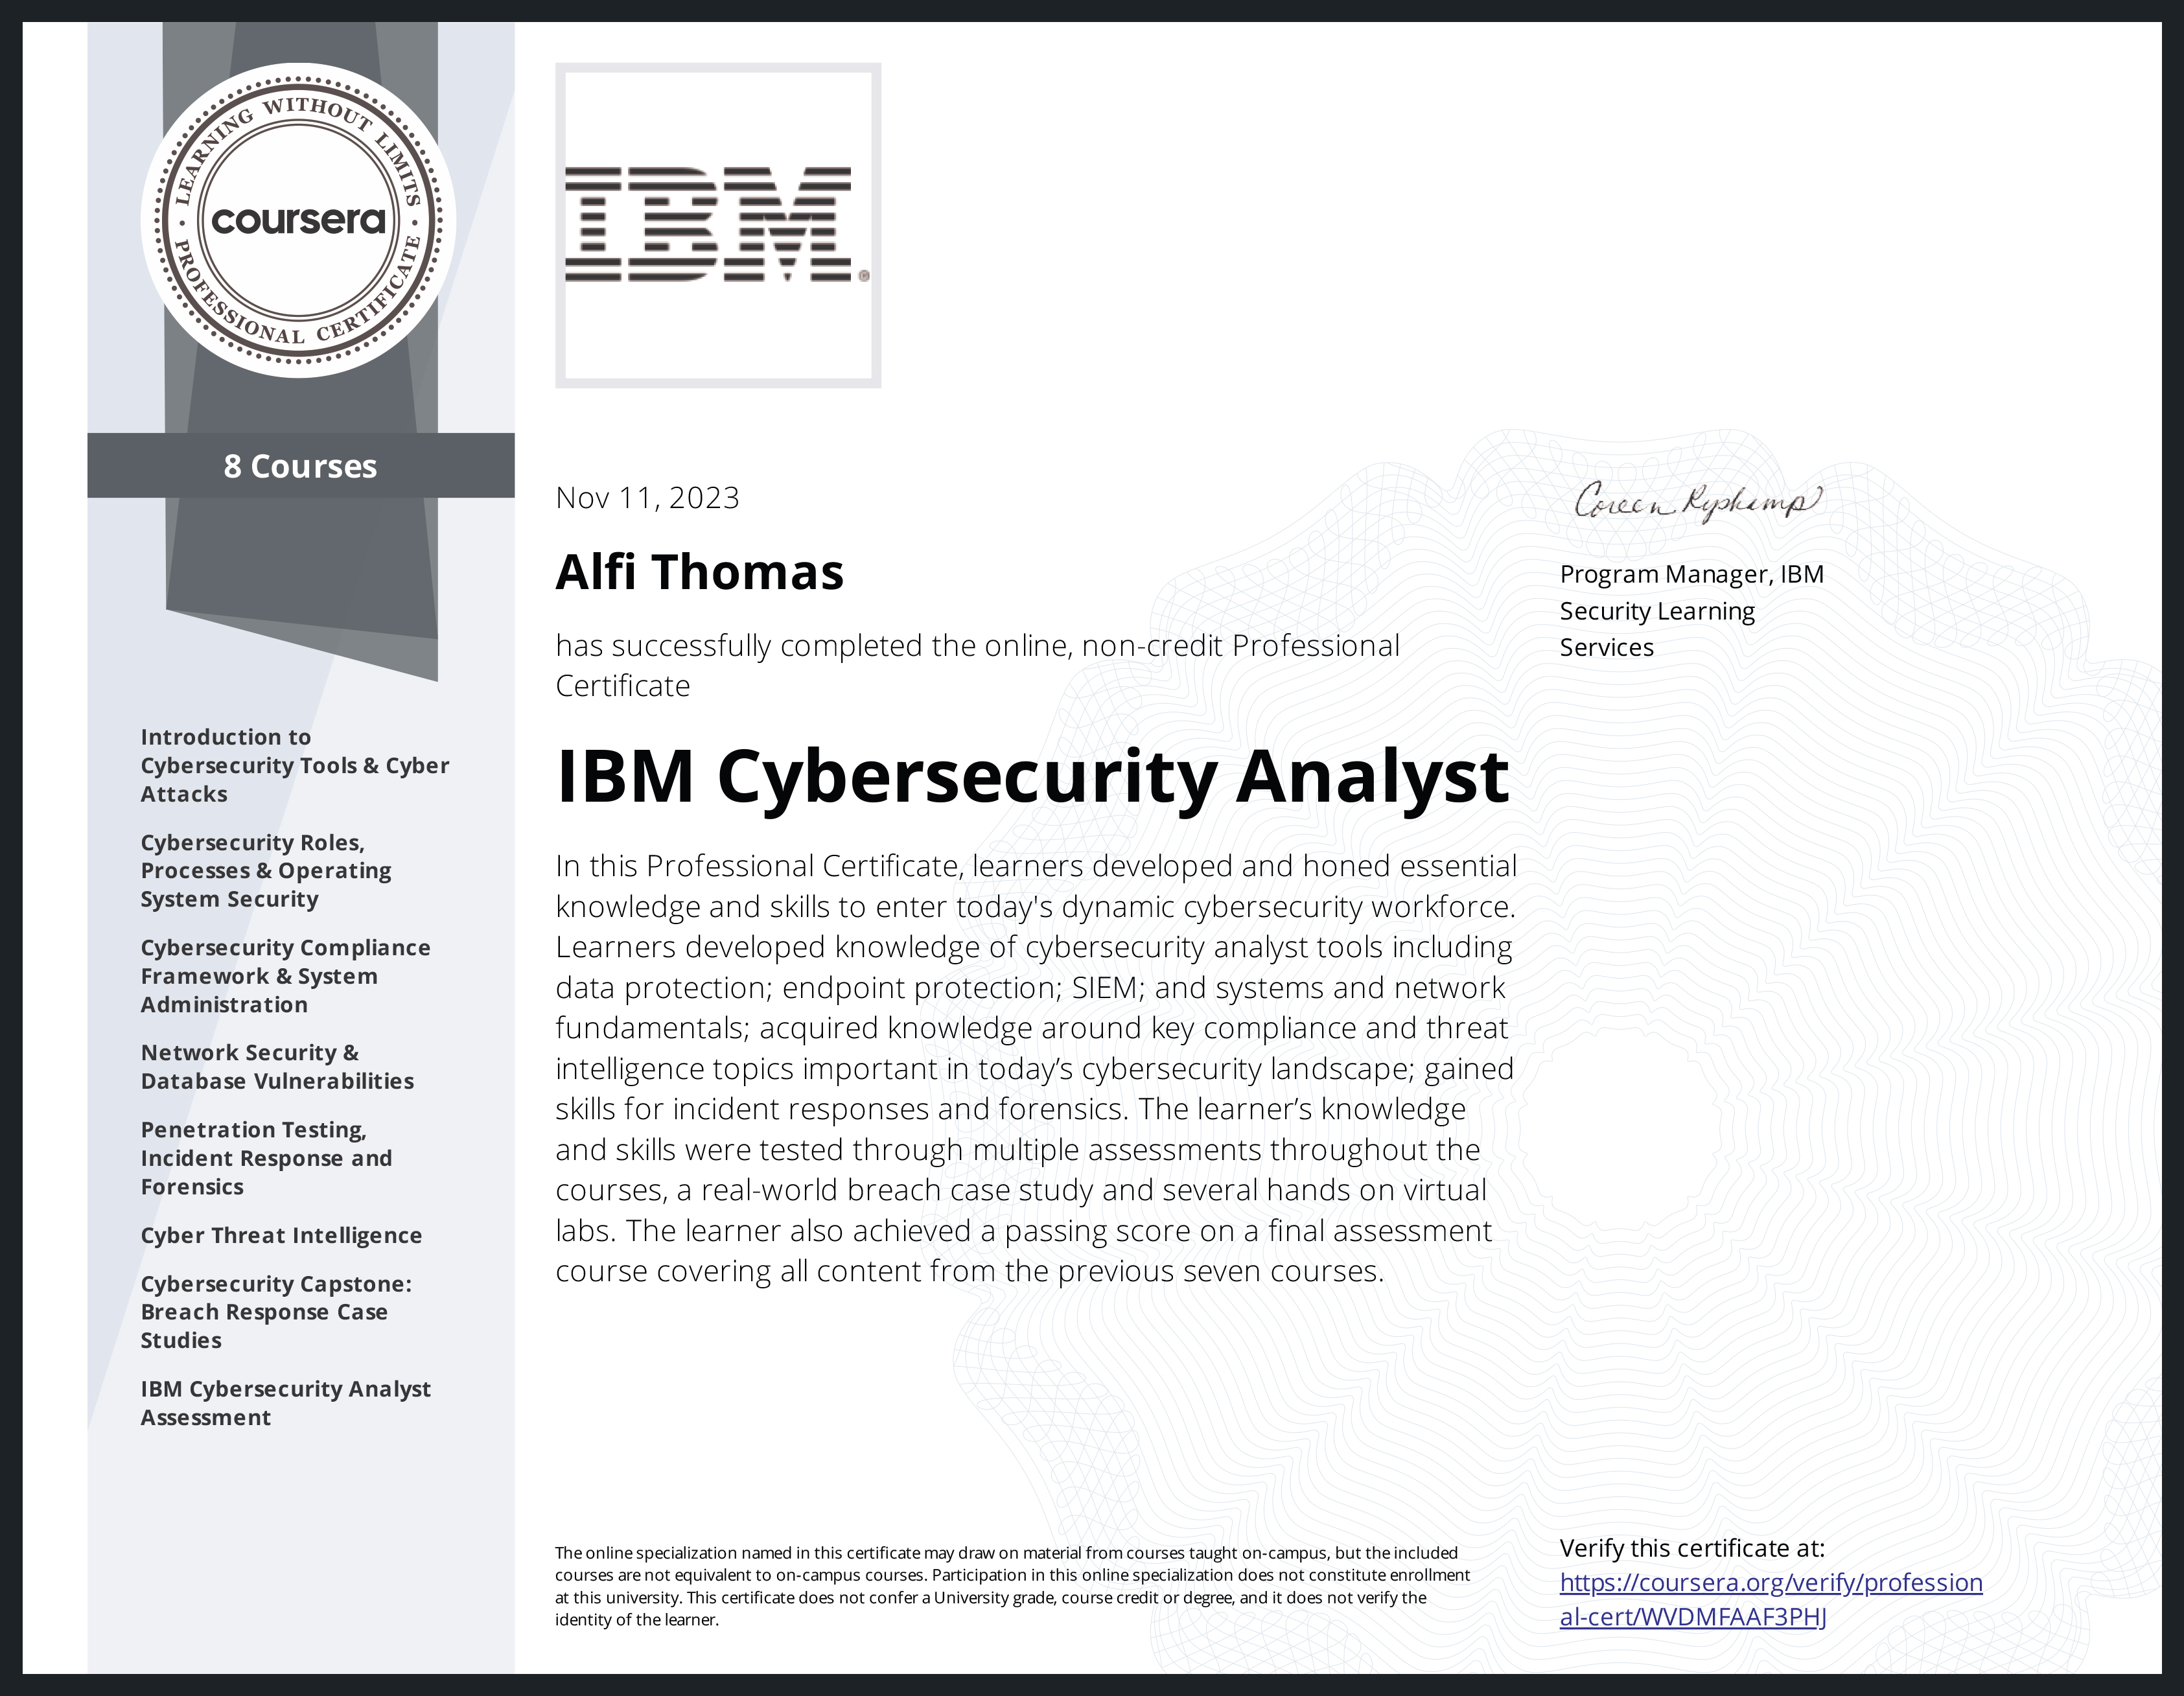 LEARNING WITHOUT LIMITS
coursera
PROFESSIONAL CERTIFICATE
8 Courses
Introduction to
Cybersecurity Tools & Cyber
Attacks
Cybersecurity Roles,
Processes & Operating
System Security
Cybersecurity Compliance
Framework & System
Administration
Network Security &
Database Vulnerabilities
Penetration Testing,
Incident Response and
Forensics
Cyber Threat Intelligence
Cybersecurity Capstone:
Breach Response Case
Studies
IBM Cybersecurity Analyst
Assessment
IBM®
Nov 11, 2023
Alfi Thomas
has successfully completed the online, non-credit Professional
Certificate
IBM Cybersecurity Analyst
In this Professional Certificate, learners developed and honed essential
knowledge and skills to enter today's dynamic cybersecurity workforce.
Learners developed knowledge of cybersecurity analyst tools including
data protection; endpoint protection; SIEM; and systems and network
fundamentals; acquired knowledge around key compliance and threat
intelligence topics important in today’s cybersecurity landscape; gained
skills for incident responses and forensics. The learner’s knowledge
and skills were tested through multiple assessments throughout the
courses, a real-world breach case study and several hands on virtual
labs. The learner also achieved a passing score on a final assessment
course covering all content from the previous seven courses.
Coreen Ryskamp
Program Manager, IBM
Security Learning
Services
The online specialization named in this certificate may draw on material from courses taught on-campus, but the included
courses are not equivalent to on-campus courses. Participation in this online specialization does not constitute enrollment
at this university. This certificate does not confer a University grade, course credit or degree, and it does not verify the
identity of the learner.
Verify this certificate at:
https://coursera.org/verify/profession
al-cert/WVDMFAAF3PHJ